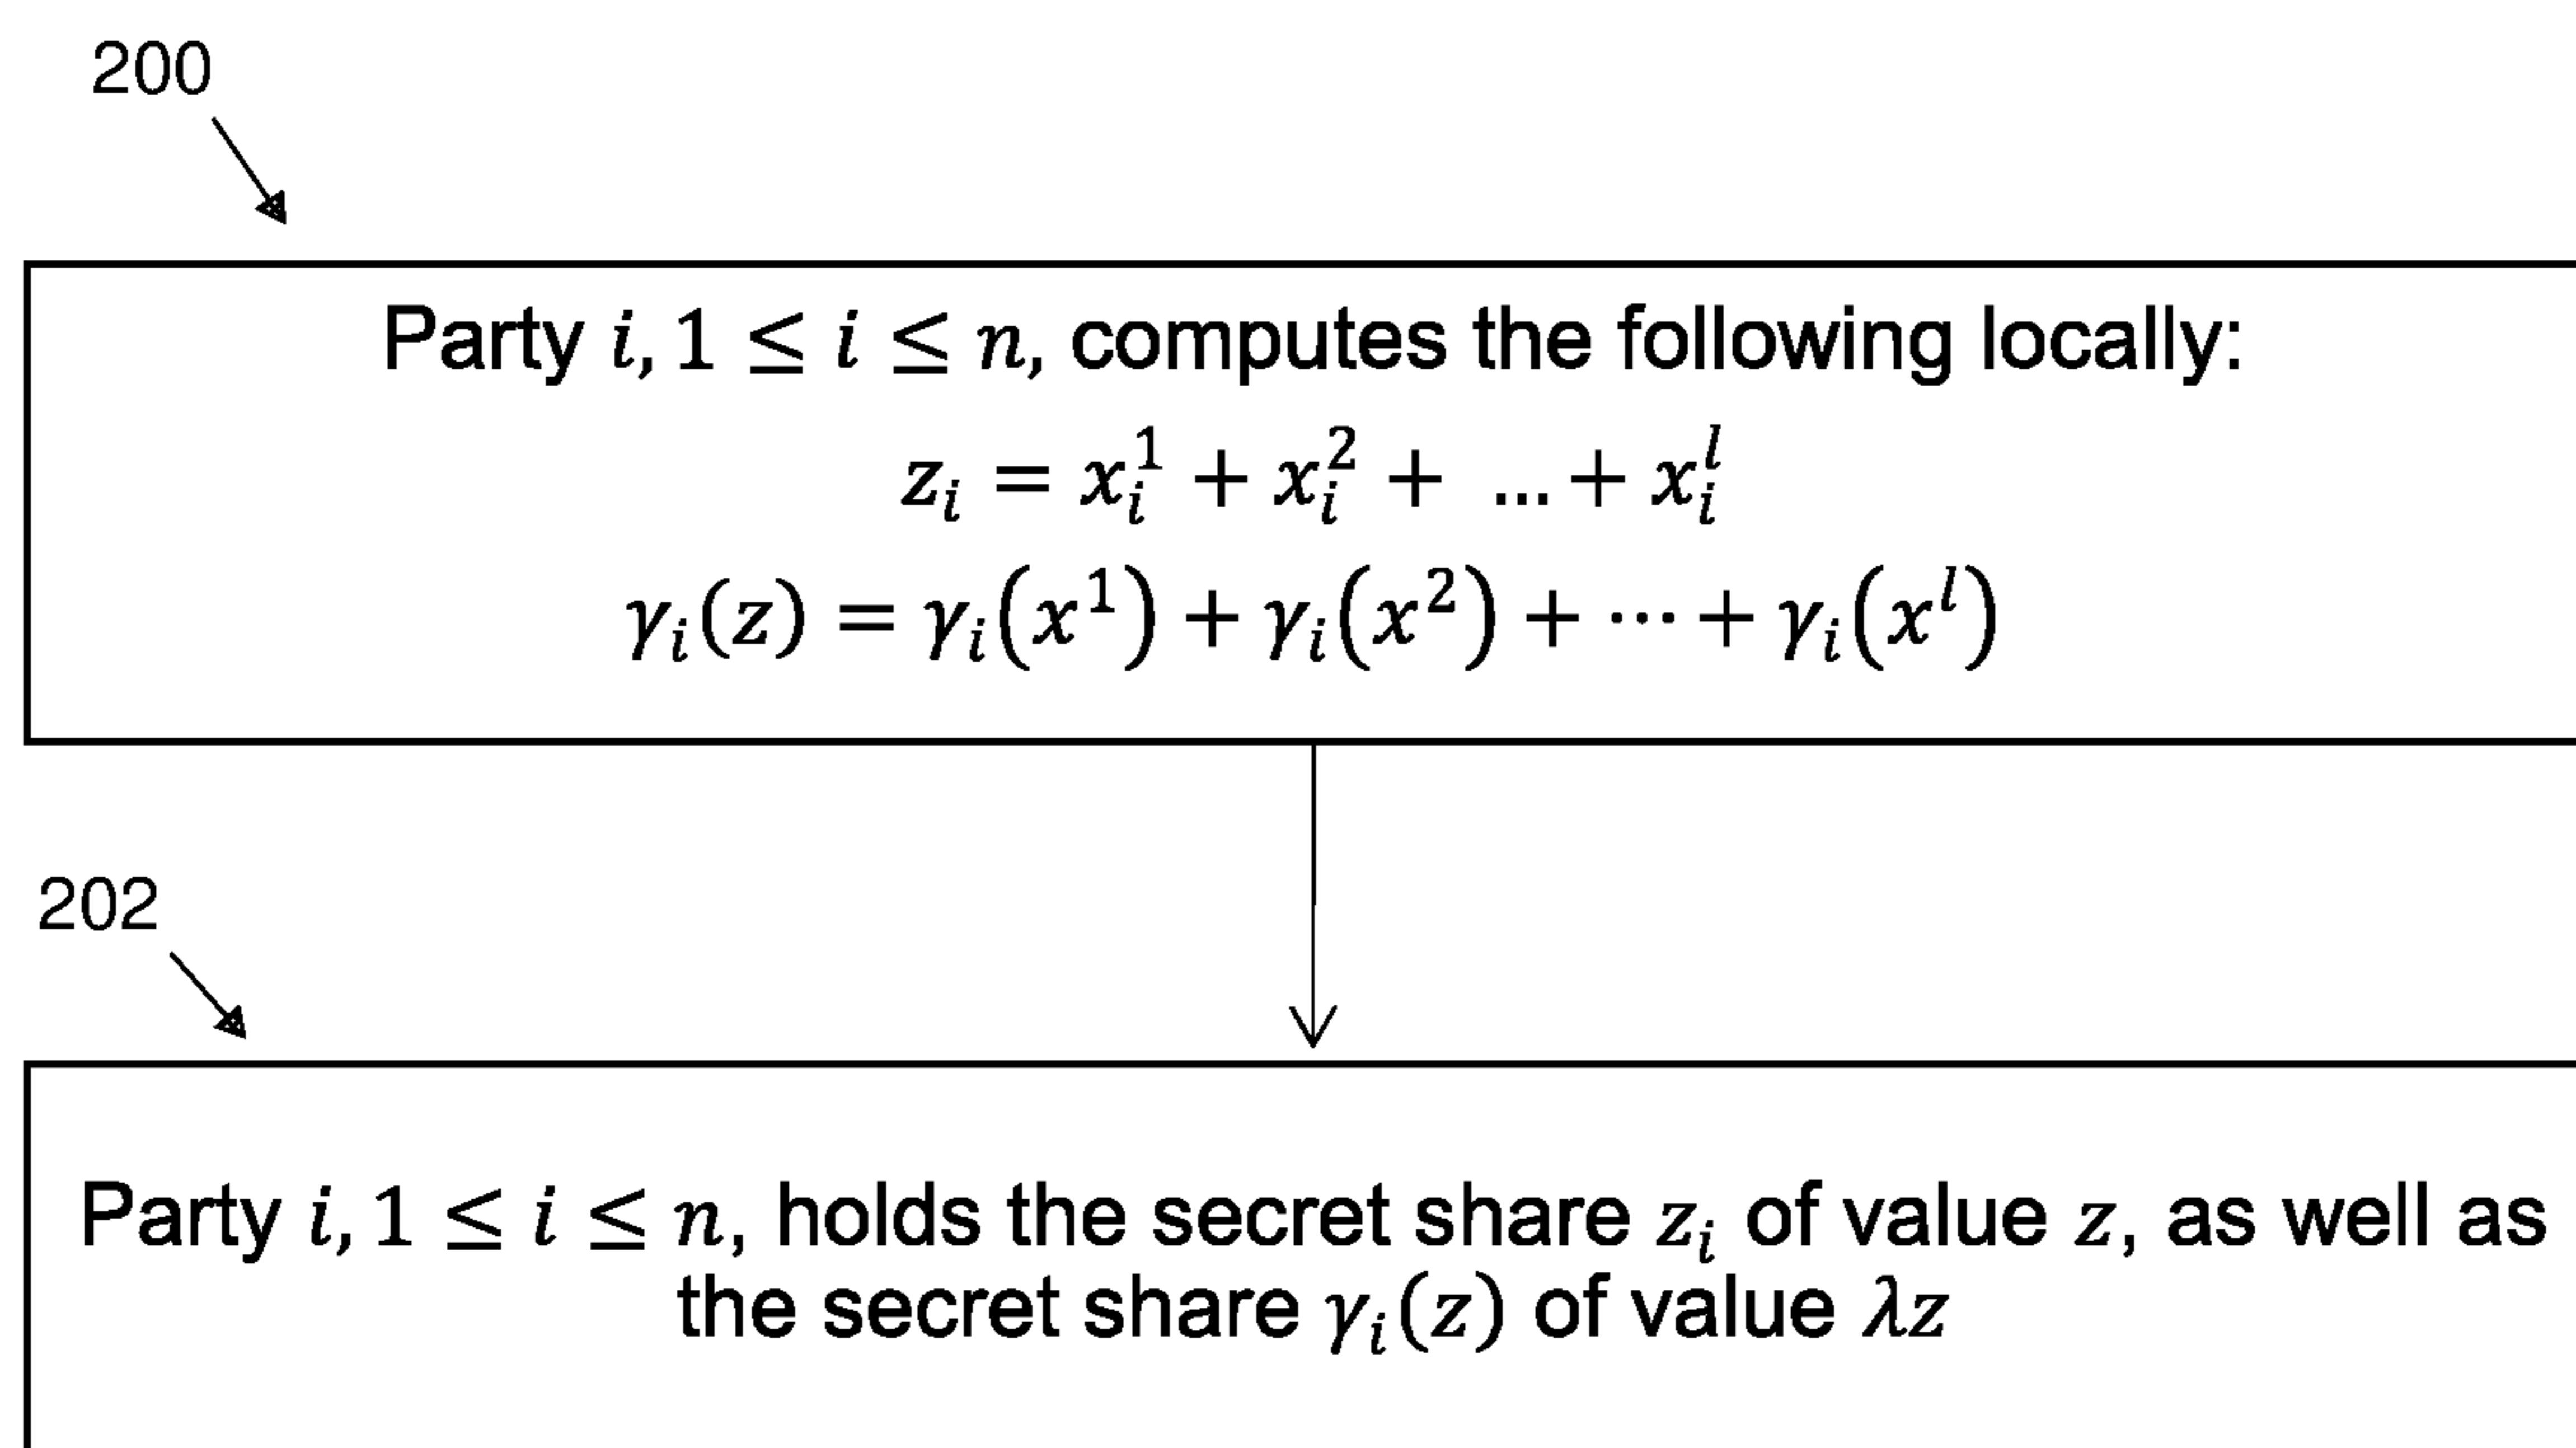 200
Party i, 1 ≤ i ≤ n, computes the following locally:
z_i = x_i^1 + x_i^2 + ... + x_i^l
γ_i(z) = γ_i(x^1) + γ_i(x^2) + ⋯ + γ_i(x^l)
202
Party i, 1 ≤ i ≤ n, holds the secret share z_i of value z, as well as
the secret share γ_i(z) of value λz